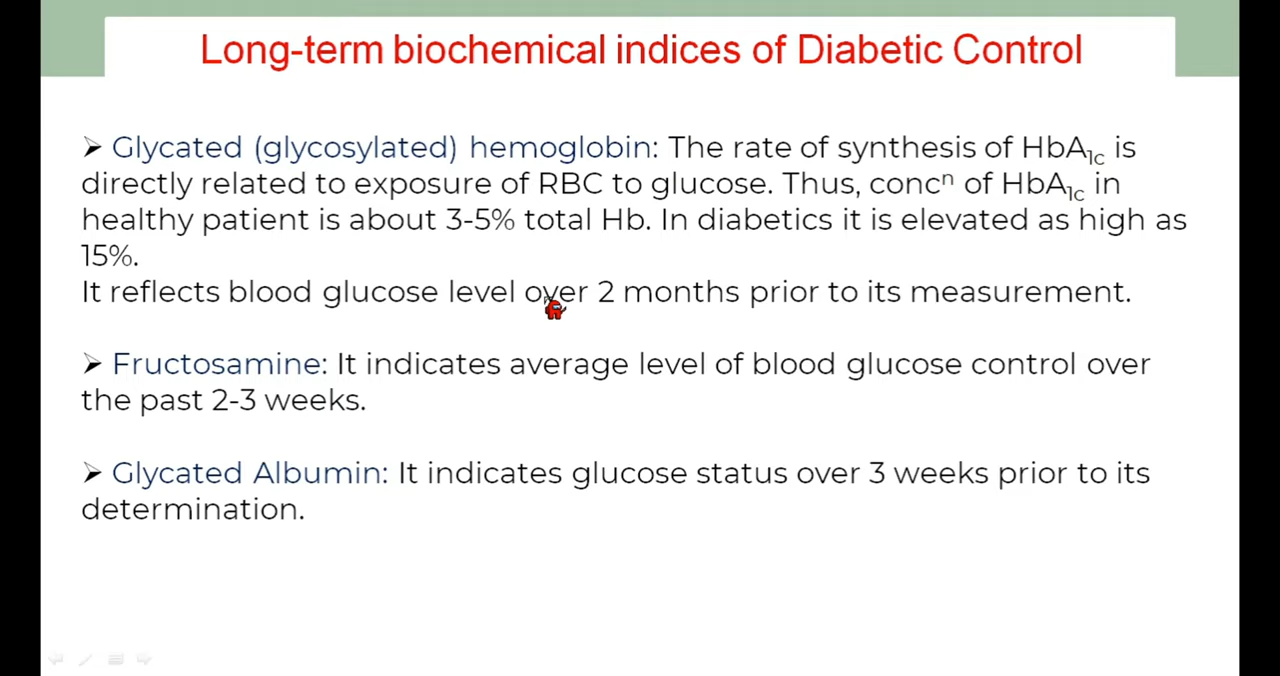 Long-term biochemical indices of Diabetic Control
➢ Glycated (glycosylated) hemoglobin: The rate of synthesis of HbA₁c is
directly related to exposure of RBC to glucose. Thus, concⁿ of HbA₁c in
healthy patient is about 3-5% total Hb. In diabetics it is elevated as high as
15%.
It reflects blood glucose level over 2 months prior to its measurement.
➢ Fructosamine: It indicates average level of blood glucose control over
the past 2-3 weeks.
➢ Glycated Albumin: It indicates glucose status over 3 weeks prior to its
determination.